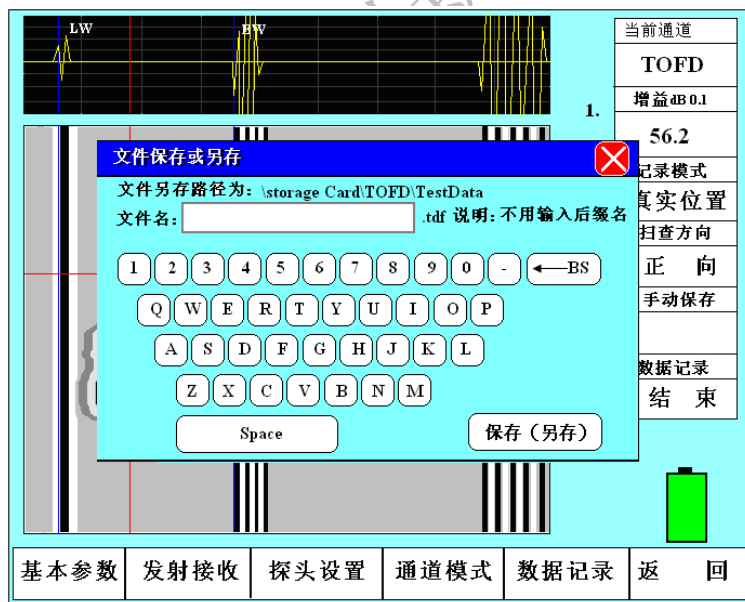 LW
BW
当前通道
TOFD
增益dB 0.1
1.
56.2
记录模式
真实位置
扫查方向
正 向
手动保存
数据记录
结 束
文件保存或另存
文件另存路径为: \storage Card\TOFD\TestData
文件名: .tdf 说明: 不用输入后缀名
1 2 3 4 5 6 7 8 9 0 - ←BS
Q W E R T Y U I O P
A S D F G H J K L
Z X C V B N M
Space 保存（另存）
基本参数 发射接收 探头设置 通道模式 数据记录 返 回